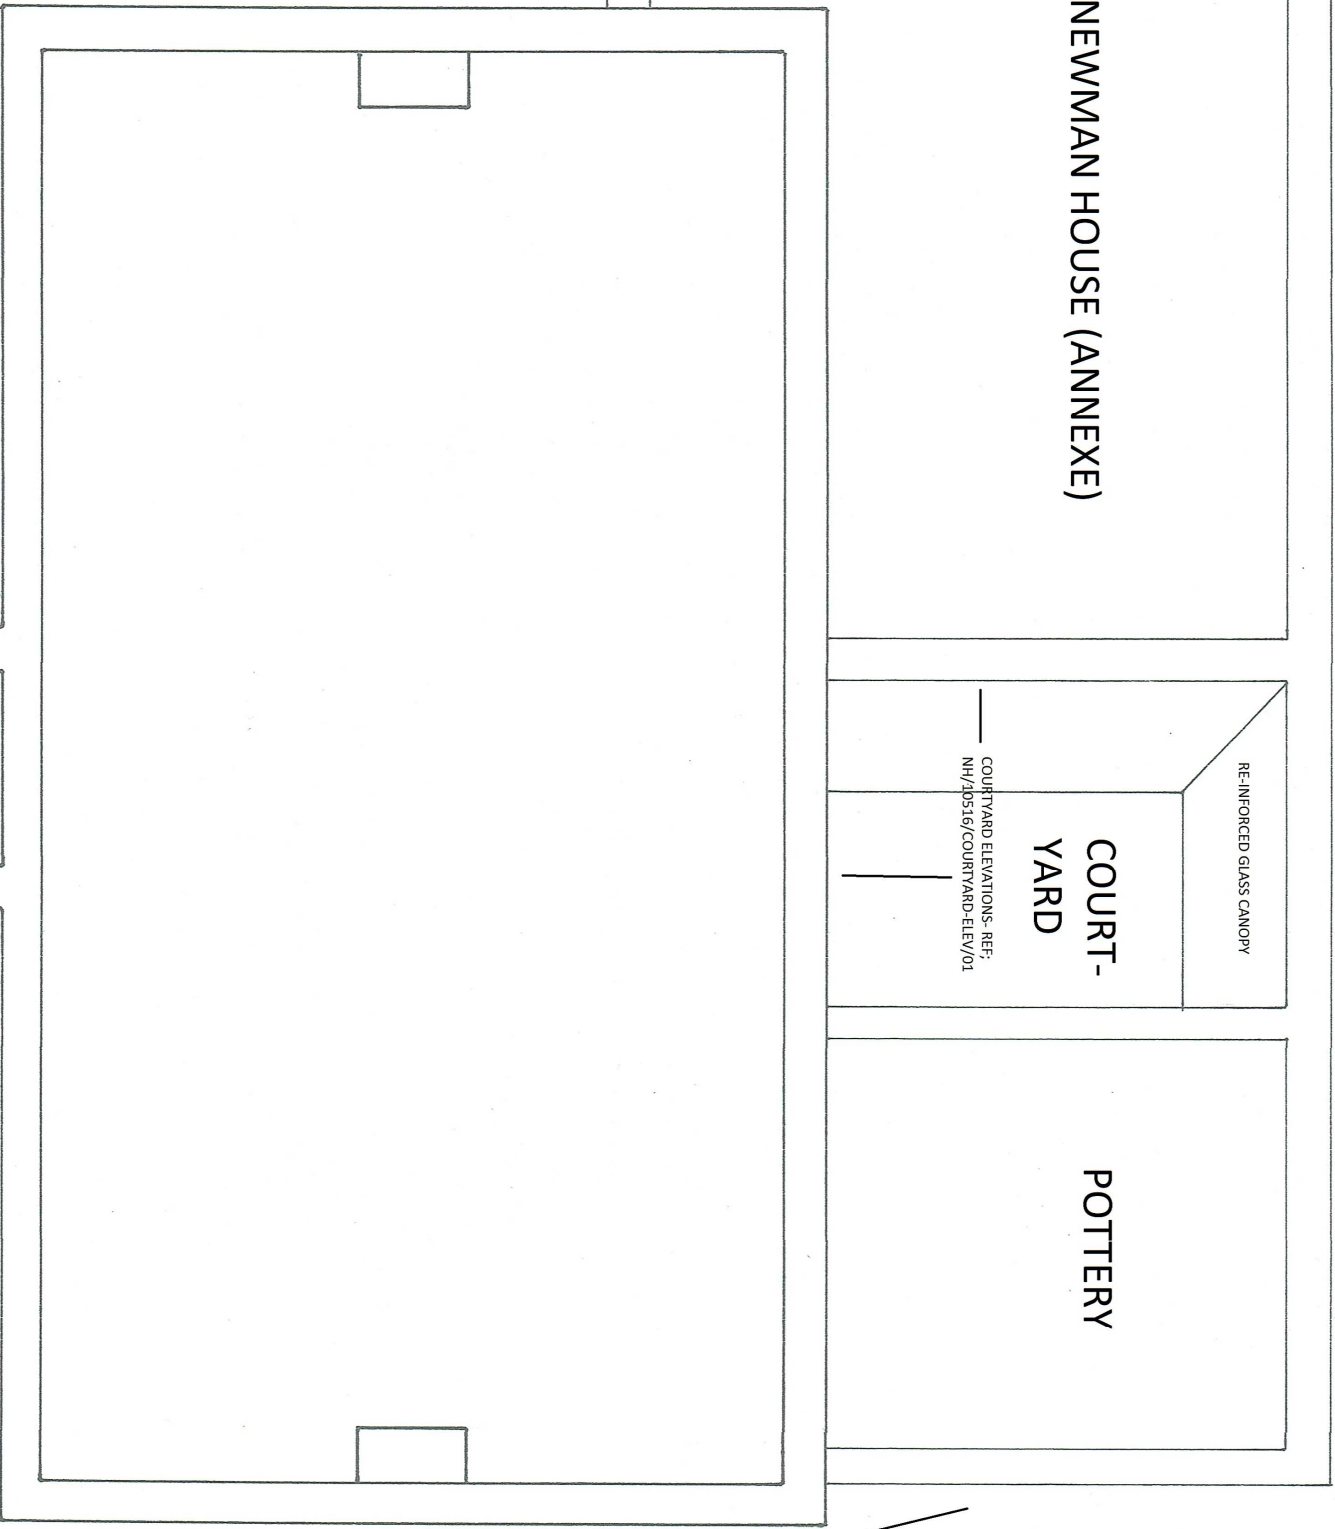 NEWMAN HOUSE (ANNEXE)
RE-INFORCED GLASS CANOPY
COURT-
YARD
COURTYARD ELEVATIONS- REF;
NH/10516/COURTYARD-ELEV/01
POTTERY